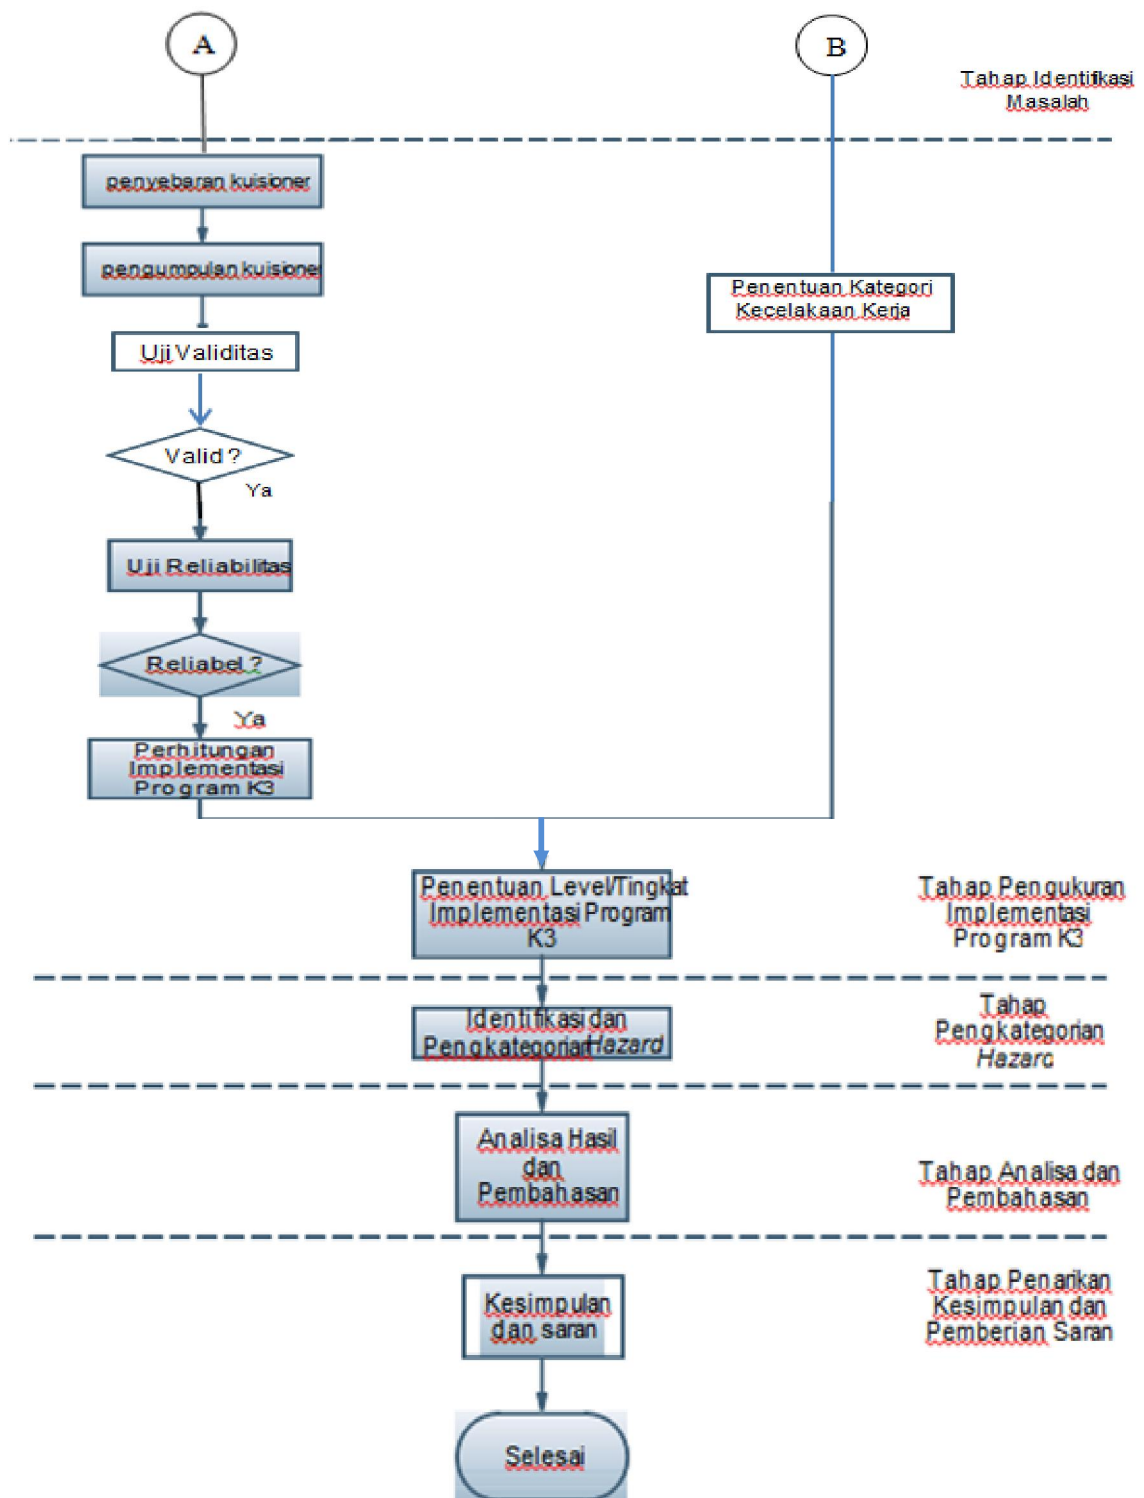 A
B
Tahap Identifikasi
Masalah
penyebaran kuisioner
pengumpulan kuisioner
Penentuan Kategori
Kecelakaan Kerja
Uji Validitas
Valid ?
Ya
Uji Reliabilitas
Reliabel ?
Ya
Perhitungan
Implementasi
Program K3
Penentuan Level/Tingkat
Implementasi Program
K3
Tahap Pengukuran
Implementasi
Program K3
Identifikasi dan
Pengkategorian Hazard
Tahap
Pengkategorian
Hazard
Analisa Hasil
dan
Pembahasan
Tahap Analisa dan
Pembahasan
Kesimpulan
dan saran
Tahap Penarikan
Kesimpulan dan
Pemberian Saran
Selesai